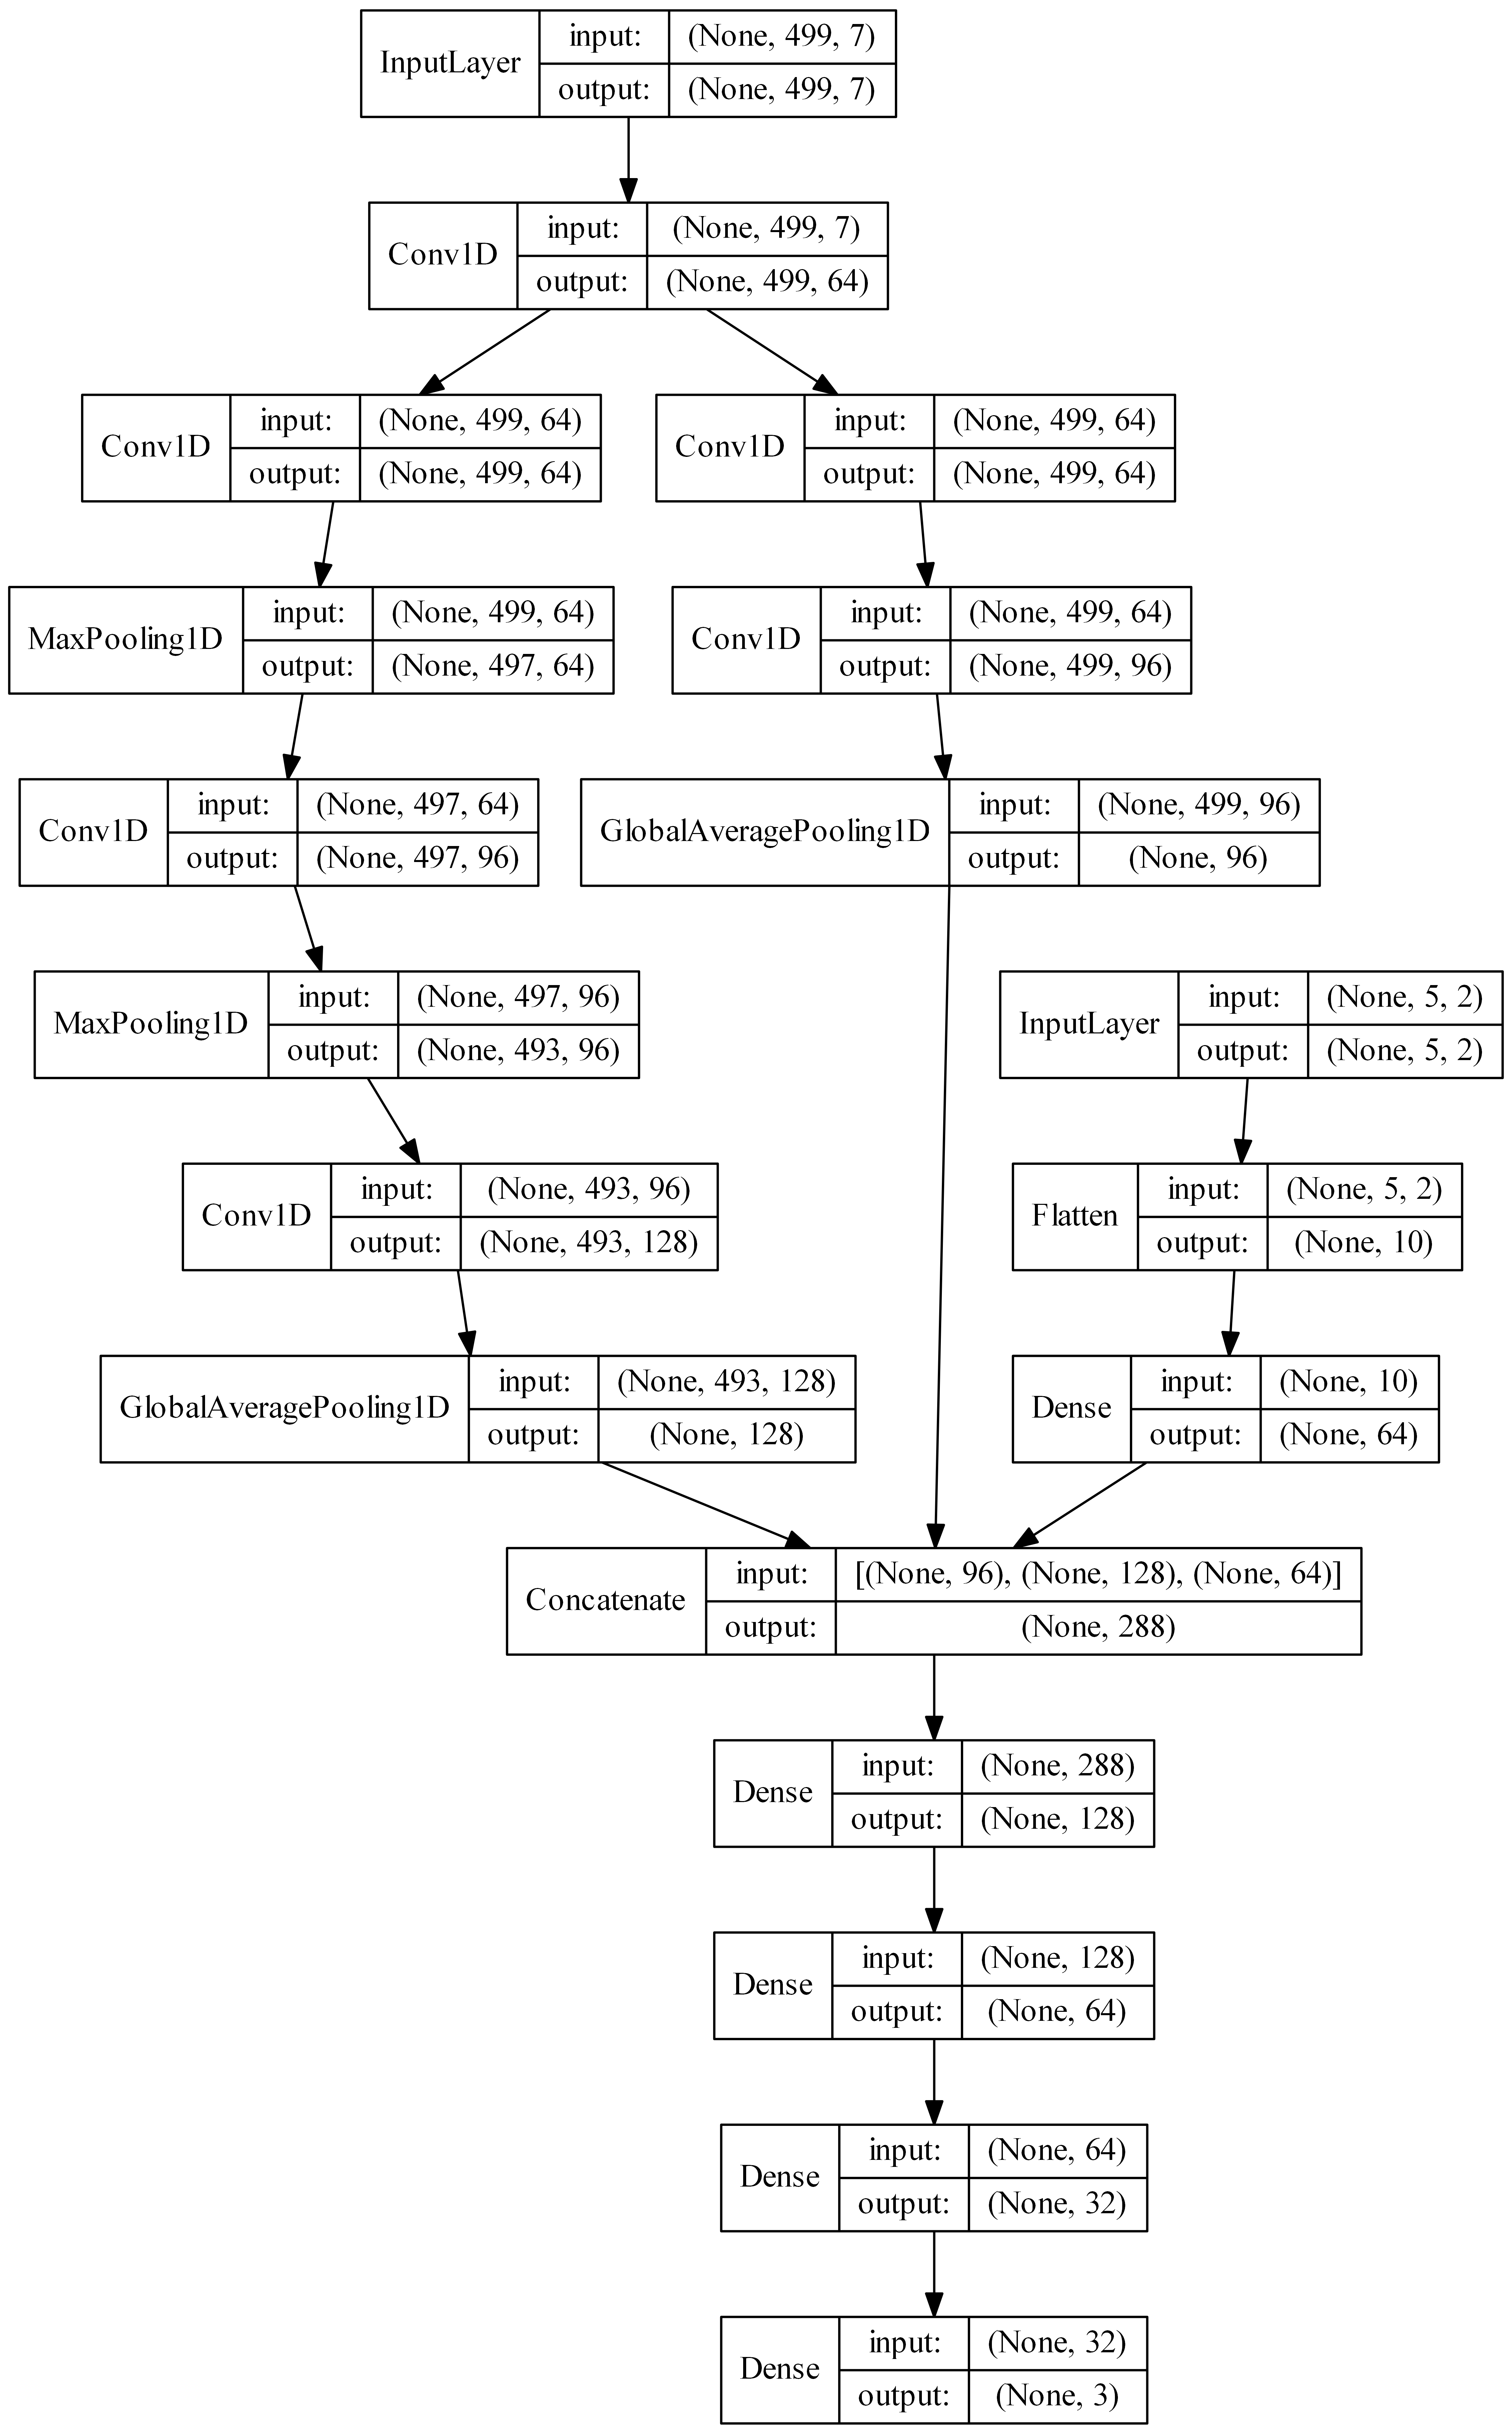 InputLayer
input: (None, 499, 7)
output: (None, 499, 7)
Conv1D
input: (None, 499, 7)
output: (None, 499, 64)
Conv1D
input: (None, 499, 64)
output: (None, 499, 64)
Conv1D
input: (None, 499, 64)
output: (None, 499, 64)
MaxPooling1D
input: (None, 499, 64)
output: (None, 497, 64)
Conv1D
input: (None, 499, 64)
output: (None, 499, 96)
Conv1D
input: (None, 497, 64)
output: (None, 497, 96)
GlobalAveragePooling1D
input: (None, 499, 96)
output: (None, 96)
MaxPooling1D
input: (None, 497, 96)
output: (None, 493, 96)
InputLayer
input: (None, 5, 2)
output: (None, 5, 2)
Conv1D
input: (None, 493, 96)
output: (None, 493, 128)
Flatten
input: (None, 5, 2)
output: (None, 10)
GlobalAveragePooling1D
input: (None, 493, 128)
output: (None, 128)
Dense
input: (None, 10)
output: (None, 64)
Concatenate
input: [(None, 96), (None, 128), (None, 64)]
output: (None, 288)
Dense
input: (None, 288)
output: (None, 128)
Dense
input: (None, 128)
output: (None, 64)
Dense
input: (None, 64)
output: (None, 32)
Dense
input: (None, 32)
output: (None, 3)